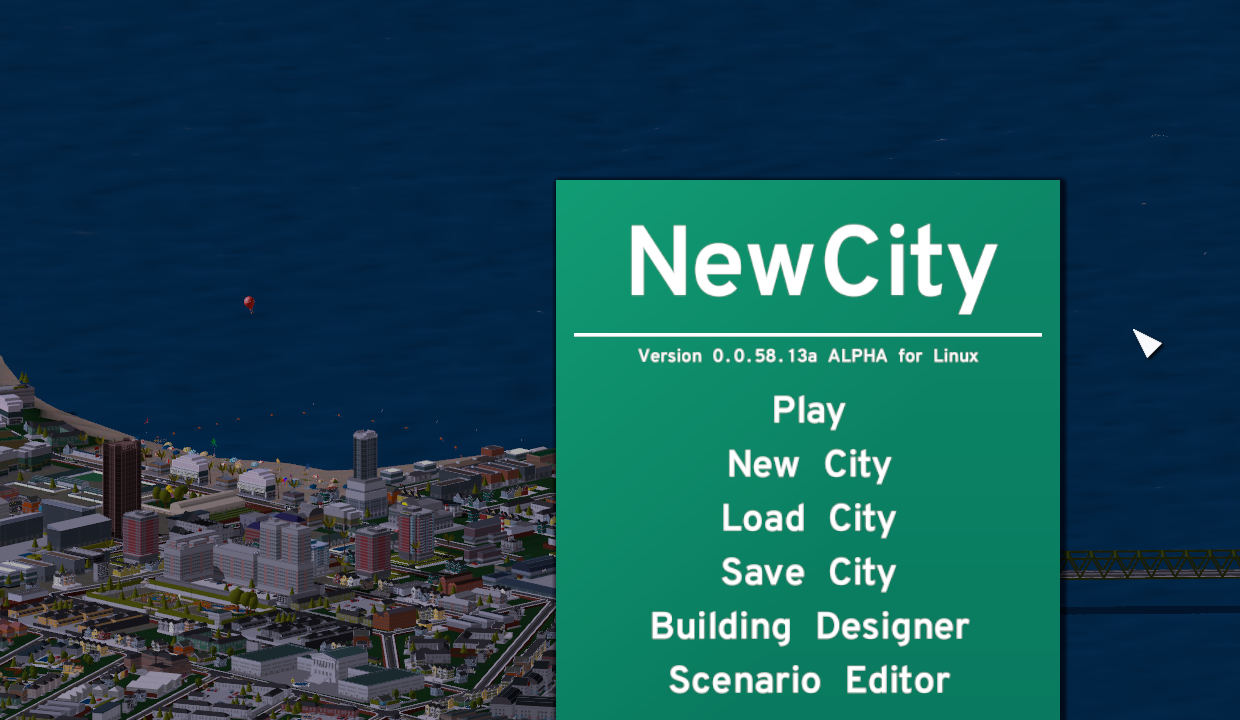 NewCity
Version 0.0.58.13a ALPHA for Linux
Play
New City
Load City
Save City
Building Designer
Scenario Editor